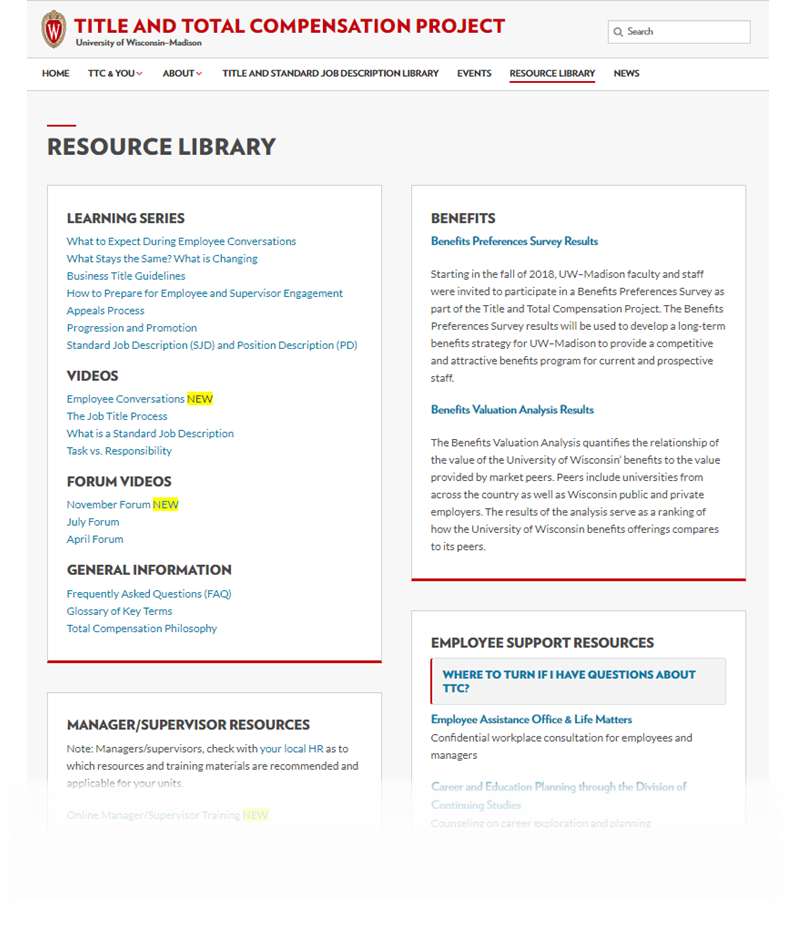 TITLE AND TOTAL COMPENSATION PROJECT
University of Wisconsin–Madison
Search
HOME TTC & YOU ABOUT TITLE AND STANDARD JOB DESCRIPTION LIBRARY EVENTS RESOURCE LIBRARY NEWS
RESOURCE LIBRARY
LEARNING SERIES
What to Expect During Employee Conversations
What Stays the Same? What is Changing
Business Title Guidelines
How to Prepare for Employee and Supervisor Engagement
Appeals Process
Progression and Promotion
Standard Job Description (SJD) and Position Description (PD)
VIDEOS
Employee Conversations NEW
The Job Title Process
What is a Standard Job Description
Task vs. Responsibility
FORUM VIDEOS
November Forum NEW
July Forum
April Forum
GENERAL INFORMATION
Frequently Asked Questions (FAQ)
Glossary of Key Terms
Total Compensation Philosophy
MANAGER/SUPERVISOR RESOURCES
Note: Managers/supervisors, check with your local HR as to
which resources and training materials are recommended and
applicable for your units.
Online Manager/Supervisor Training NEW
BENEFITS
Benefits Preferences Survey Results
Starting in the fall of 2018, UW–Madison faculty and staff
were invited to participate in a Benefits Preferences Survey as
part of the Title and Total Compensation Project. The Benefits
Preferences Survey results will be used to develop a long-term
benefits strategy for UW–Madison to provide a competitive
and attractive benefits program for current and prospective
staff.
Benefits Valuation Analysis Results
The Benefits Valuation Analysis quantifies the relationship of
the value of the University of Wisconsin' benefits to the value
provided by market peers. Peers include universities from
across the country as well as Wisconsin public and private
employers. The results of the analysis serve as a ranking of
how the University of Wisconsin benefits offerings compares
to its peers.
EMPLOYEE SUPPORT RESOURCES
WHERE TO TURN IF I HAVE QUESTIONS ABOUT
TTC?
Employee Assistance Office & Life Matters
Confidential workplace consultation for employees and
managers
Career and Education Planning through the Division of
Continuing Studies
Counseling on career exploration and planning